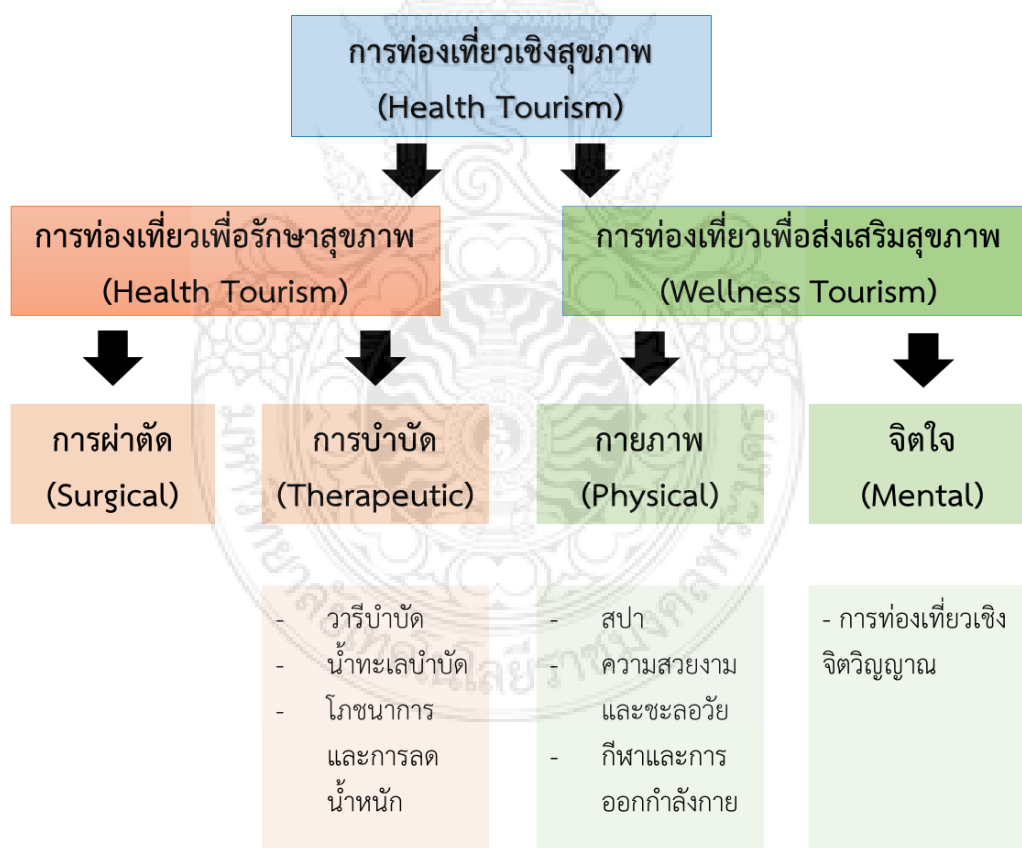 การท่องเที่ยวเชิงสุขภาพ
(Health Tourism)
การท่องเที่ยวเพื่อรักษาสุขภาพ
(Health Tourism)
การท่องเที่ยวเพื่อส่งเสริมสุขภาพ
(Wellness Tourism)
การผ่าตัด
(Surgical)
การบำบัด
(Therapeutic)
กายภาพ
(Physical)
จิตใจ
(Mental)
- วารีบำบัด
- น้ำทะเลบำบัด
- โภชนาการ
และการลด
น้ำหนัก
- สปา
- ความสวยงาม
และชะลอวัย
- กีฬาและการ
ออกกำลังกาย
- การท่องเที่ยวเชิง
จิตวิญญาณ